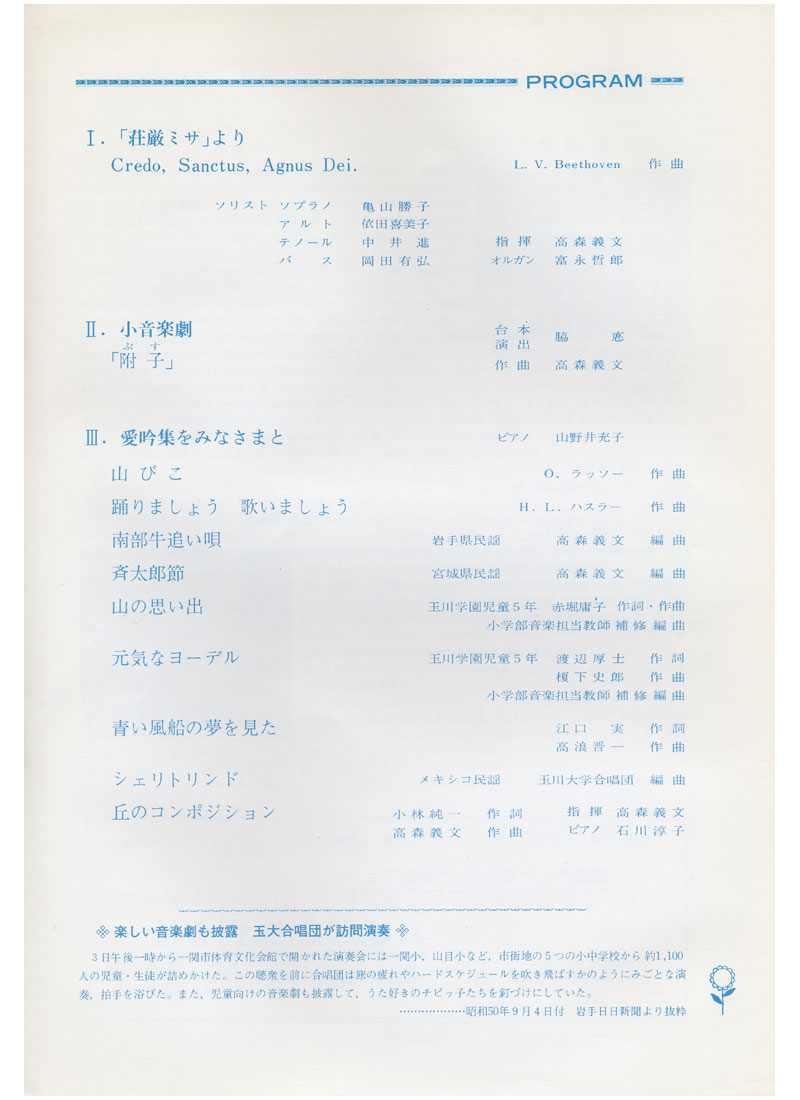 PROGRAM
Ⅰ.「荘厳ミサ」より
Credo, Sanctus, Agnus Dei.　L. V. Beethoven　作曲
ソリスト　ソプラノ　亀山勝子
アルト　依田喜美子
テノール　中井　進　指揮　高森義文
バス　岡田有弘　オルガン　富永哲郎
Ⅱ.小音楽劇　台本
演出　脇　恵
ぶ　す
「附子」　作曲　高森義文
Ⅲ.愛吟集をみなさまと　ピアノ　山野井充子
山びこ　O. ラッソー　作曲
踊りましょう　歌いましょう　H. L. ハスラー　作曲
南部牛追い唄　岩手県民謡　高森義文　編曲
斉太郎節　宮城県民謡　高森義文　編曲
山の思い出　玉川学園児童5年　赤堀庸子　作詞・作曲
小学部音楽担当教師　補修　編曲
元気なヨーデル　玉川学園児童5年　渡辺厚士　作詞
榎下史郎　作曲
小学部音楽担当教師　補修　編曲
青い風船の夢を見た　江口　実　作詞
高浪晋一　作曲
シェリトリンド　メキシコ民謡　玉川大学合唱団　編曲
丘のコンポジション　小林純一　作詞　指揮　高森義文
高森義文　作曲　ピアノ　石川淳子
楽しい音楽劇も披露　玉大合唱団が訪問演奏
3日午後一時から一関市体育文化会館で開かれた演奏会には一関小，山目小など，市街地の5つの小中学校から約1,100
人の児童・生徒が詰めかけた。この聴衆を前に合唱団は旅の疲れやハードスケジュールを吹き飛ばすかのようにみごとな演
奏，拍手を浴びた。また，児童向けの音楽劇も披露して，うた好きのチビッ子たちを釘づけにしていた。
………………昭和50年9月4日付　岩手日日新聞より抜粋